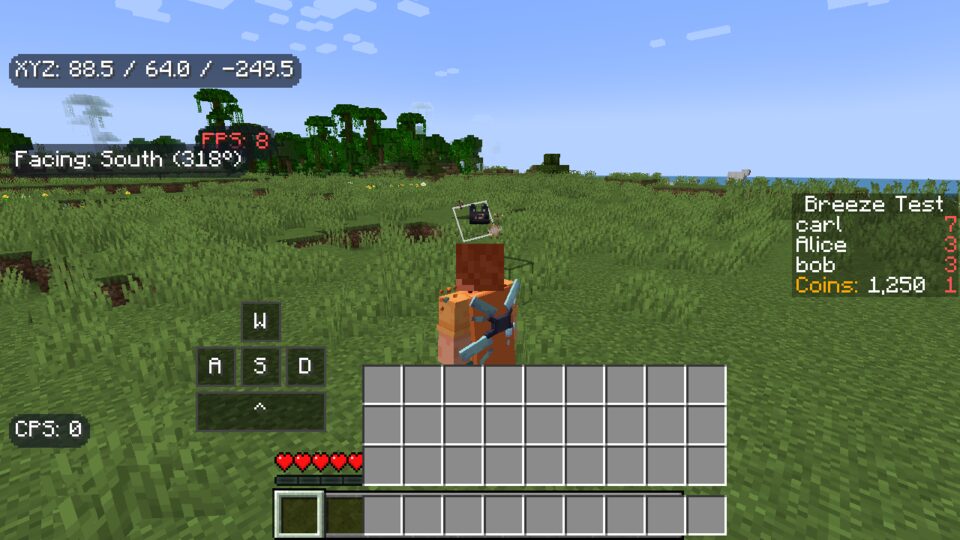 XYZ: 88.5 / 64.0 / -249.5
FPS: 8
Facing: South (318º)
Breeze Test
carl 7
Alice 3
bob 3
Coins: 1,250 1
W
A S D
^
CPS: 0